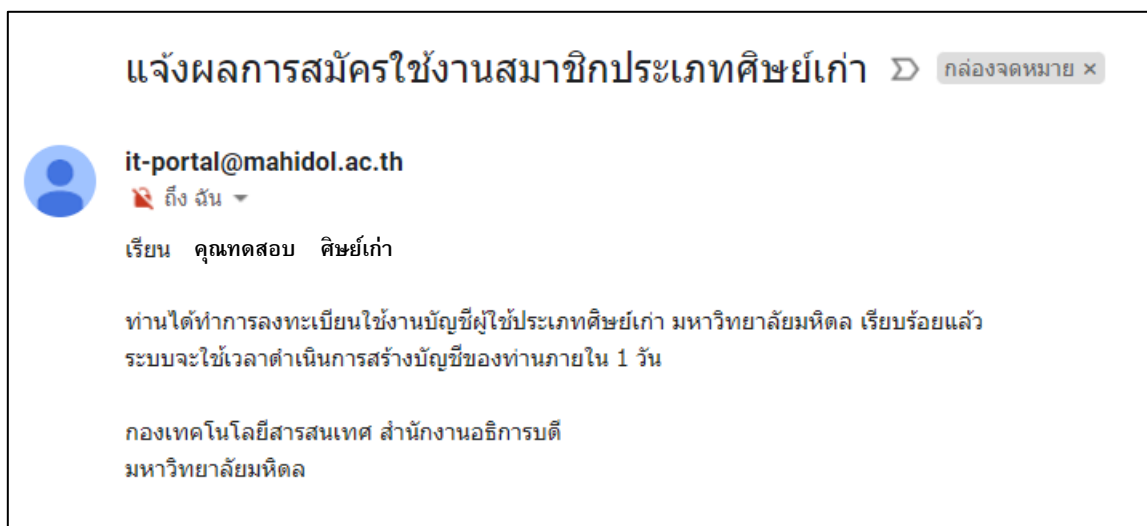 แจ้งผลการสมัครใช้งานสมาชิกประเภทศิษย์เก่า กล่องจดหมาย ×
it-portal@mahidol.ac.th
ถึง ฉัน
เรียน คุณทดสอบ ศิษย์เก่า
ท่านได้ทำการลงทะเบียนใช้งานบัญชีผู้ใช้ประเภทศิษย์เก่า มหาวิทยาลัยมหิดล เรียบร้อยแล้ว
ระบบจะใช้เวลาดำเนินการสร้างบัญชีของท่านภายใน 1 วัน
กองเทคโนโลยีสารสนเทศ สำนักงานอธิการบดี
มหาวิทยาลัยมหิดล